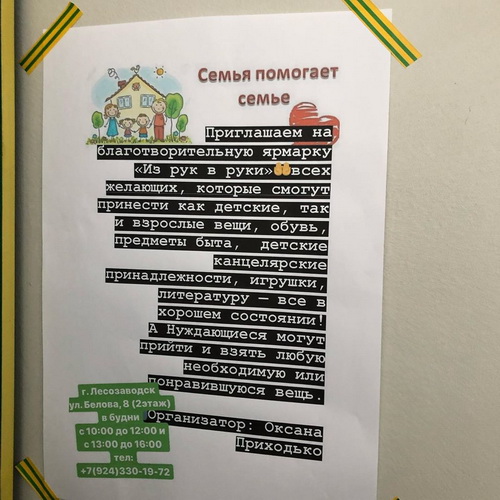 Семья помогает
семье
Приглашаем на
благотворительную ярмарку
«Из рук в руки»🤲всех
желающих, которые смогут
принести как детские, так
и взрослые вещи, обувь,
предметы быта, детские
канцелярские
принадлежности, игрушки,
литературу — все в
хорошем состоянии!
А Нуждающиеся могут
прийти и взять любую
необходимую или
понравившуюся вещь.
Организатор: Оксана
Приходько
г. Лесозаводск
ул. Белова, 8 (2этаж)
в будни
с 10:00 до 12:00 и
с 13:00 до 16:00
тел:
+7(924)330-19-72